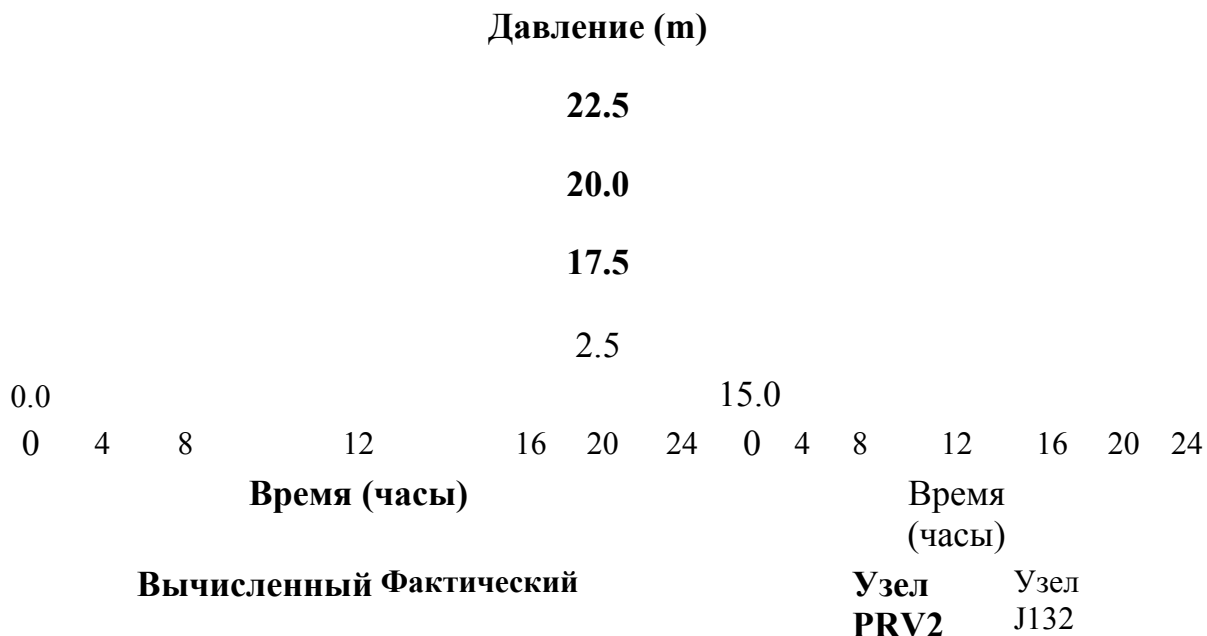 Давление (m)
22.5
20.0
17.5
2.5
0.0 15.0
0 4 8 12 16 20 24 0 4 8 12 16 20 24
Время (часы) Время
(часы)
Вычисленный Фактический Узел Узел
PRV2 J132